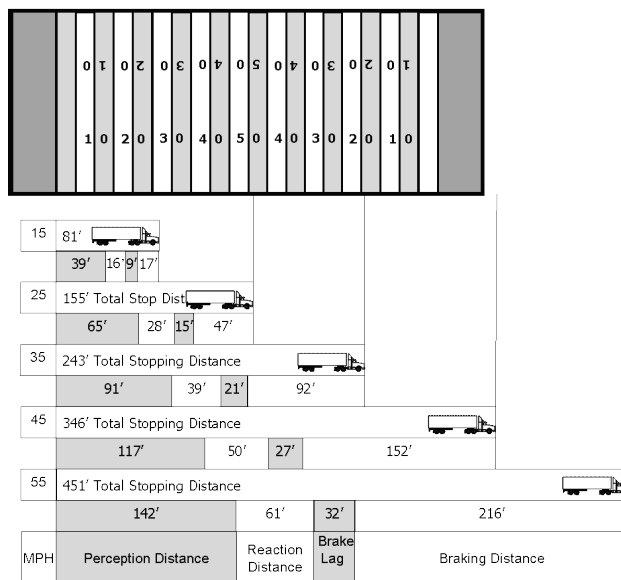 0 1 0 2 0 3 0 4 0 5 0 4 0 3 0 2 0 1
1 0 2 0 3 0 4 0 5 0 4 0 3 0 2 0 1 0
15 81′
39′ 16′ 9′ 17′
25 155′ Total Stop Dist
65′ 28′ 15′ 47′
35 243′ Total Stopping Distance
91′ 39′ 21′ 92′
45 346′ Total Stopping Distance
117′ 50′ 27′ 152′
55 451′ Total Stopping Distance
142′ 61′ 32′ 216′
MPH Perception Distance
Reaction
Distance
Brake
Lag
Braking Distance